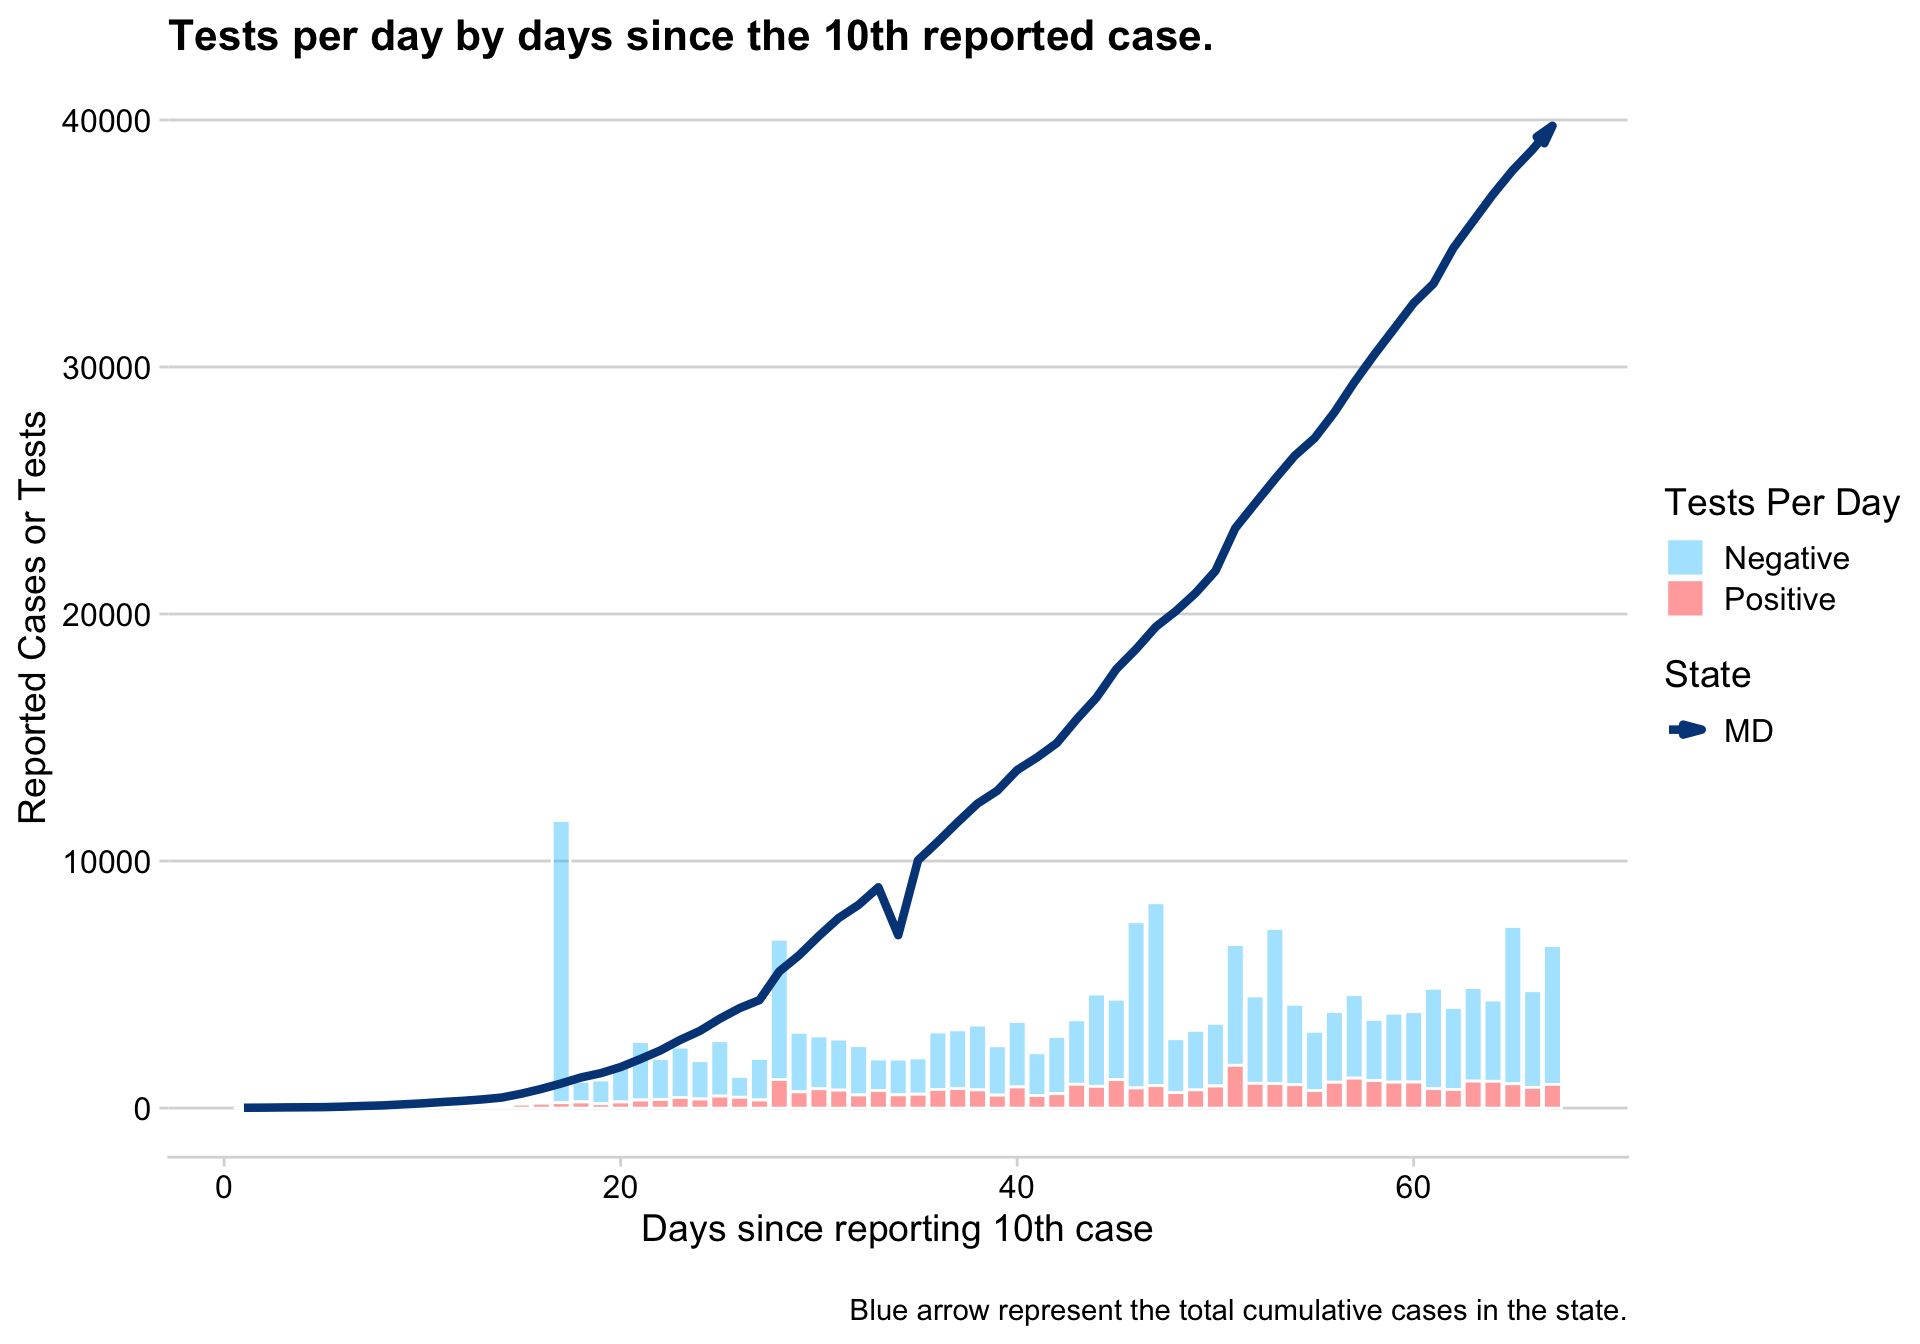 Tests per day by days since the 10th reported case.
40000
30000
20000
10000
0
Reported Cases or Tests
0 20 40 60
Days since reporting 10th case
Tests Per Day
Negative
Positive
State
MD
Blue arrow represent the total cumulative cases in the state.